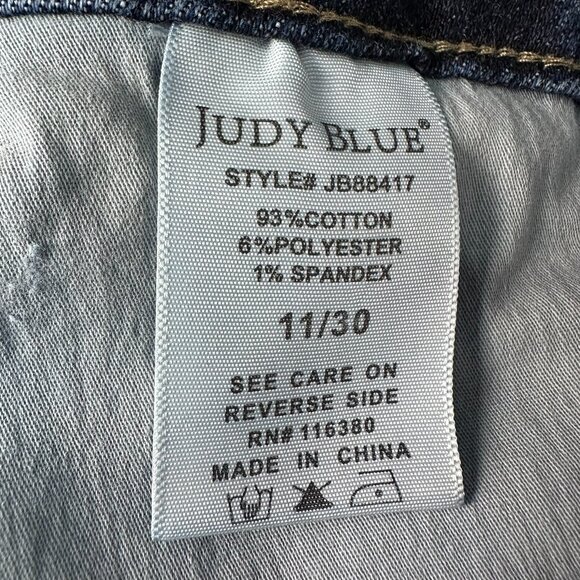 JUDY BLUE®
STYLE# JB88417
93%COTTON
6%POLYESTER
1% SPANDEX
11/30
SEE CARE ON
REVERSE SIDE
RN# 116380
MADE IN CHINA